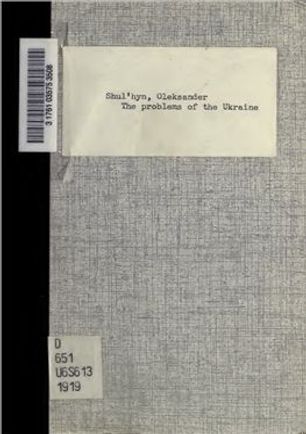 3 1761 03575 3508
Shul'hyn, Oleksander
The problems of the Ukraine
D
651
U6S613
1919